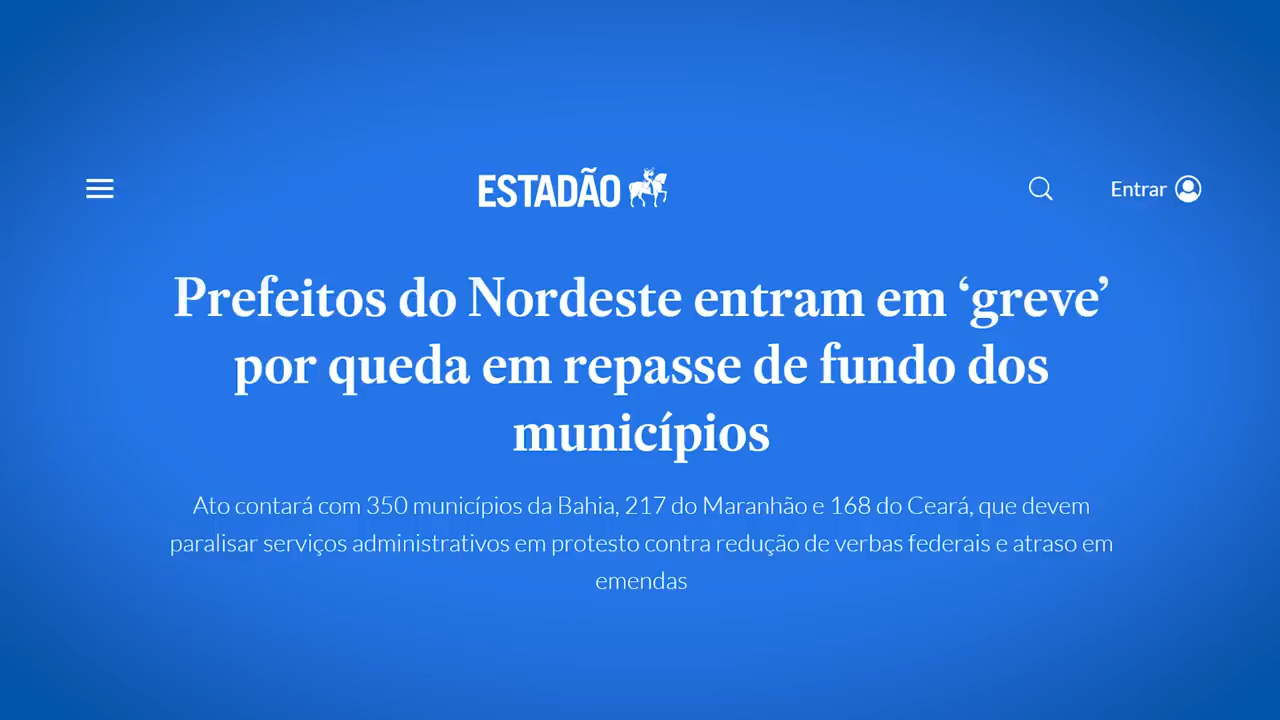 ESTADÃO
Entrar
Prefeitos do Nordeste entram em ‘greve’
por queda em repasse de fundo dos
municípios
Ato contará com 350 municípios da Bahia, 217 do Maranhão e 168 do Ceará, que devem
paralisar serviços administrativos em protesto contra redução de verbas federais e atraso em
emendas